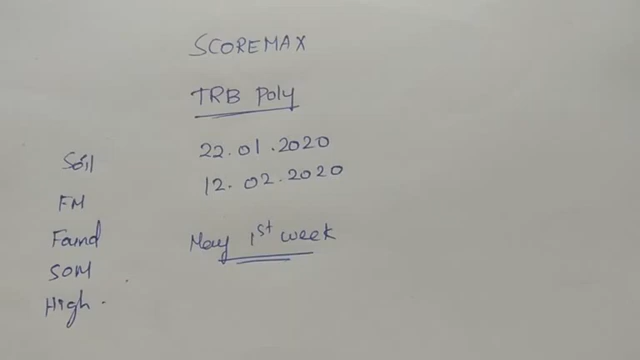 SCOREMAX
TRB Poly
22.01.2020
12.02.2020
May 1st week
Soil
FM
Found
SOM
High.